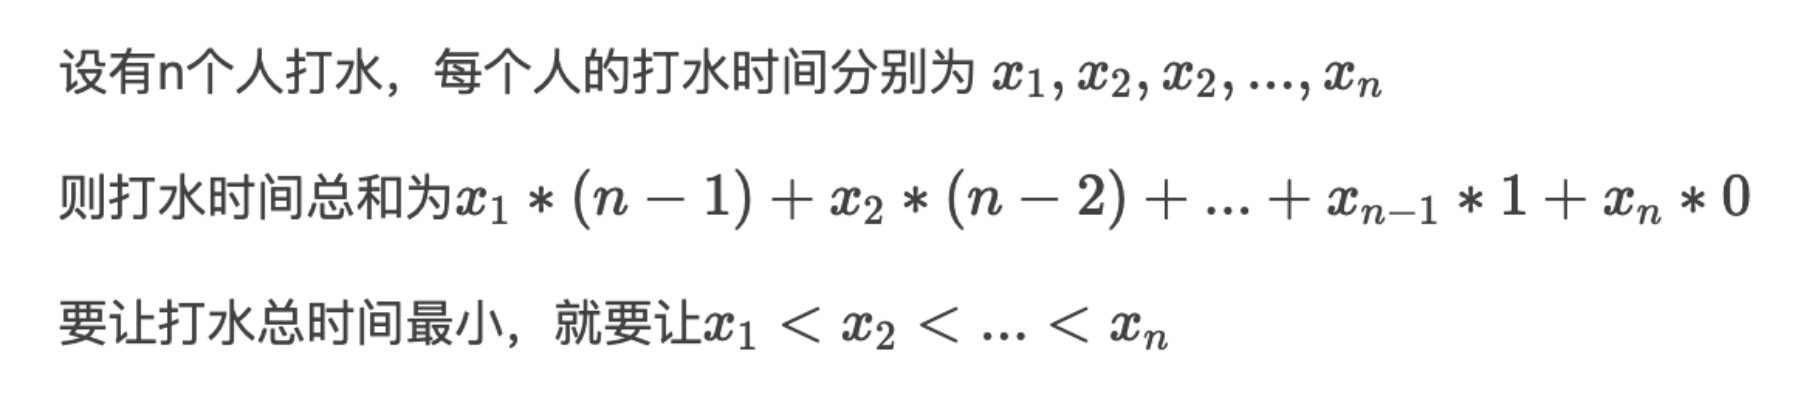 设有n个人打水，每个人的打水时间分别为 $x_1, x_2, x_2, ..., x_n$
则打水时间总和为$x_1 * (n - 1) + x_2 * (n - 2) + ... + x_{n-1} * 1 + x_n * 0$
要让打水总时间最小，就要让$x_1 < x_2 < ... < x_n$